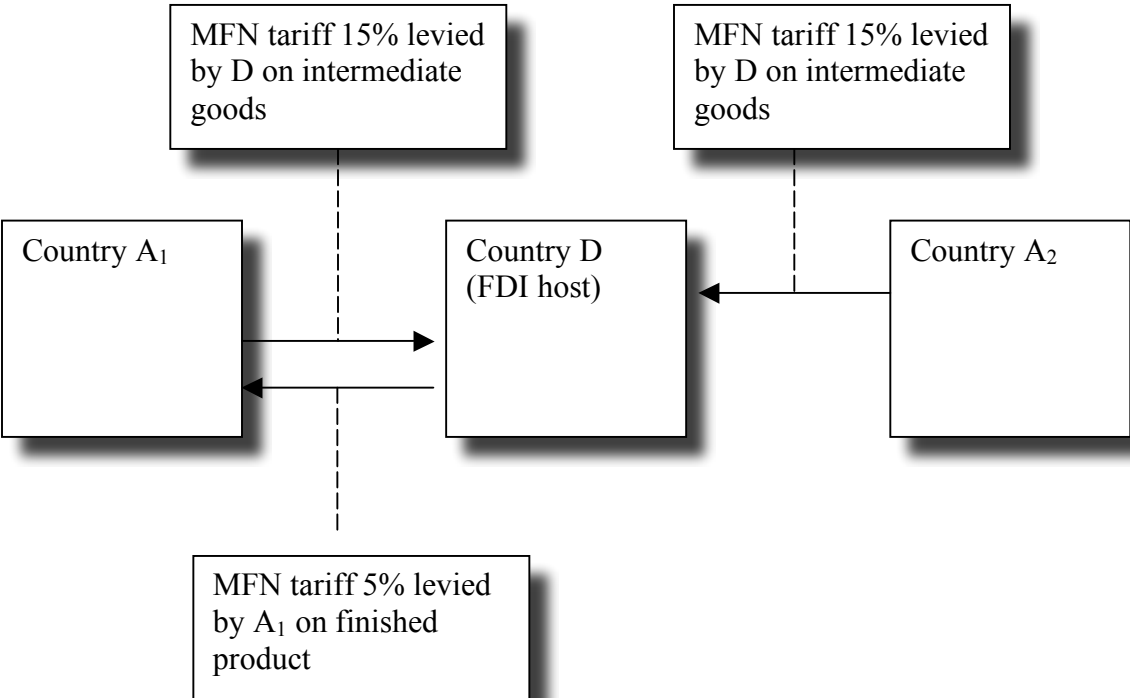 MFN tariff 15% levied
by D on intermediate
goods
MFN tariff 15% levied
by D on intermediate
goods
Country A₁
Country D
(FDI host)
Country A₂
MFN tariff 5% levied
by A₁ on finished
product